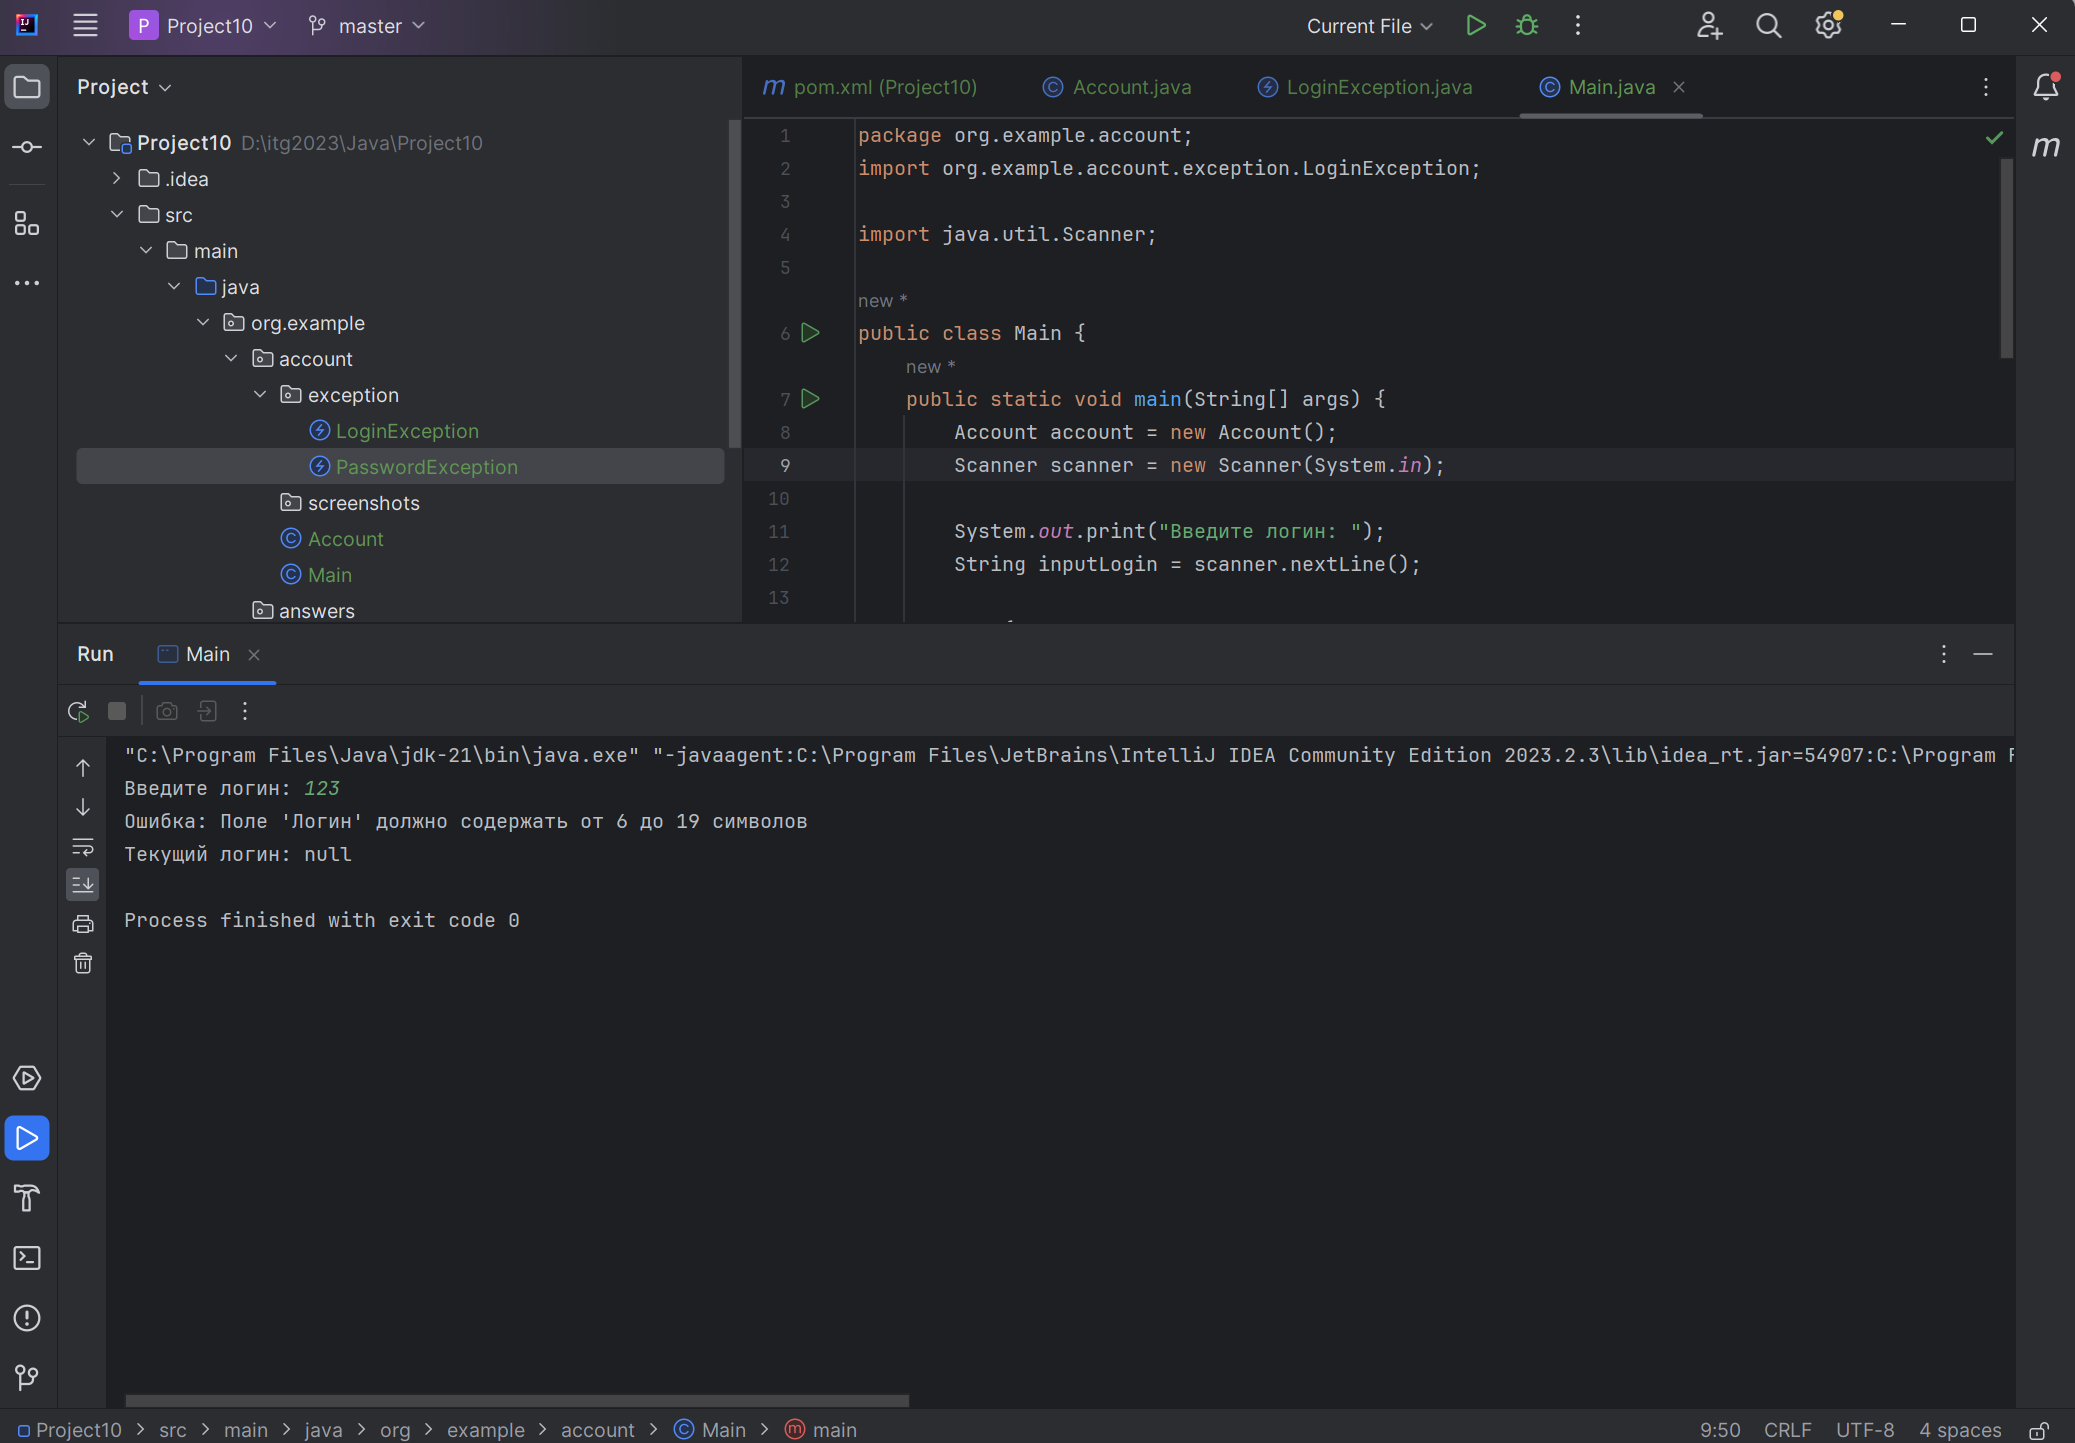 P Project10 master Current File
Project
Project10 D:\itg2023\Java\Project10
.idea
src
main
java
org.example
account
exception
LoginException
PasswordException
screenshots
Account
Main
answers
m pom.xml (Project10) Account.java LoginException.java Main.java
1 package org.example.account;
2 import org.example.account.exception.LoginException;
3
4 import java.util.Scanner;
5
new *
6 public class Main {
new *
7 public static void main(String[] args) {
8 Account account = new Account();
9 Scanner scanner = new Scanner(System.in);
10
11 System.out.print("Введите логин: ");
12 String inputLogin = scanner.nextLine();
13
m
Run Main
"C:\Program Files\Java\jdk-21\bin\java.exe" "-javaagent:C:\Program Files\JetBrains\IntelliJ IDEA Community Edition 2023.2.3\lib\idea_rt.jar=54907:C:\Program F
Введите логин: 123
Ошибка: Поле 'Логин' должно содержать от 6 до 19 символов
Текущий логин: null
Process finished with exit code 0
Project10 > src > main > java > org > example > account > Main > main 9:50 CRLF UTF-8 4 spaces